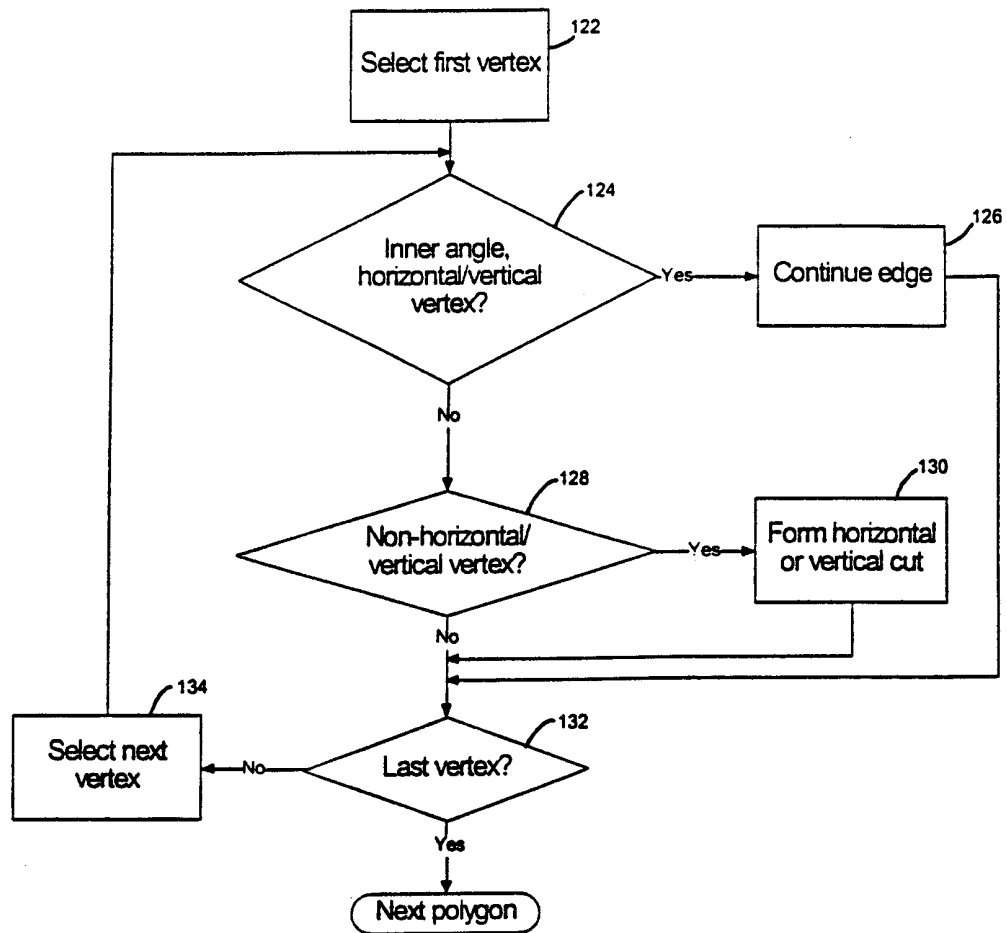 122
Select first vertex
124
Inner angle,
horizontal/vertical
vertex?
Yes
126
Continue edge
No
128
Non-horizontal/
vertical vertex?
Yes
130
Form horizontal
or vertical cut
No
134
Select next
vertex
No
132
Last vertex?
Yes
Next polygon